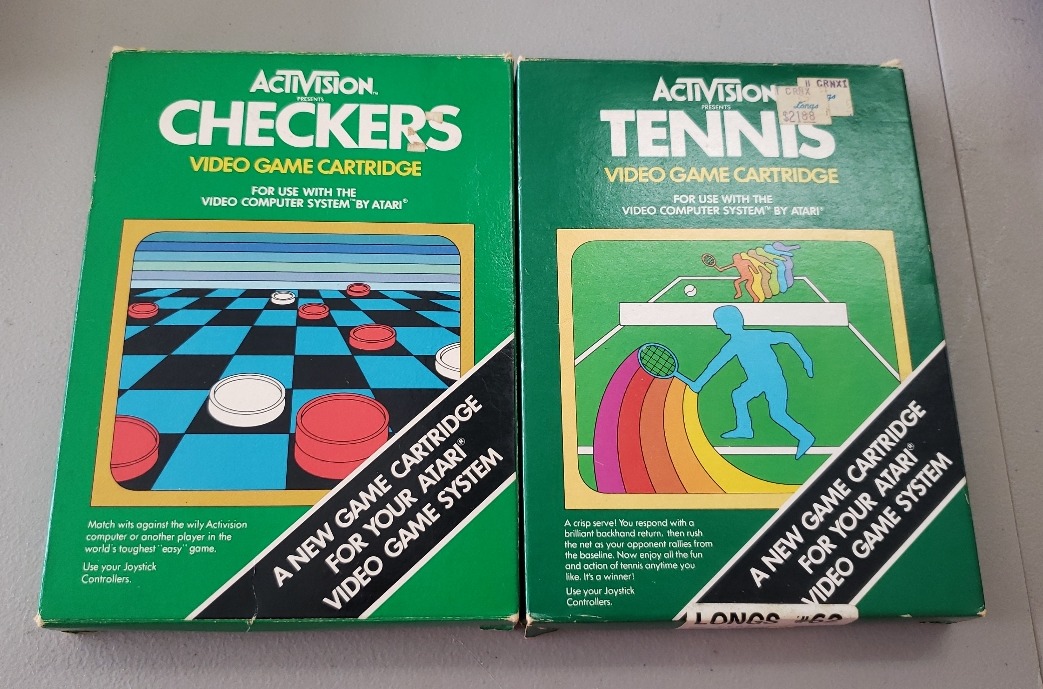 ACTIVISION™
PRESENTS
CHECKERS
VIDEO GAME CARTRIDGE
FOR USE WITH THE
VIDEO COMPUTER SYSTEM™ BY ATARI®
Match wits against the wily Activision
computer or another player in the
world's toughest "easy" game.
Use your Joystick
Controllers.
A NEW GAME CARTRIDGE
FOR YOUR ATARI®
VIDEO GAME SYSTEM
ACTIVISION
PRESENTS
TENNIS
VIDEO GAME CARTRIDGE
FOR USE WITH THE
VIDEO COMPUTER SYSTEM™ BY ATARI®
CRNXI
Longs
$2188
A crisp serve! You respond with a
brilliant backhand return, then rush
the net as your opponent rallies from
the baseline. Now enjoy all the fun
and action of tennis anytime you
like. It's a winner!
Use your Joystick
Controllers.
A NEW GAME CARTRIDGE
FOR YOUR ATARI®
VIDEO GAME SYSTEM
LONGS